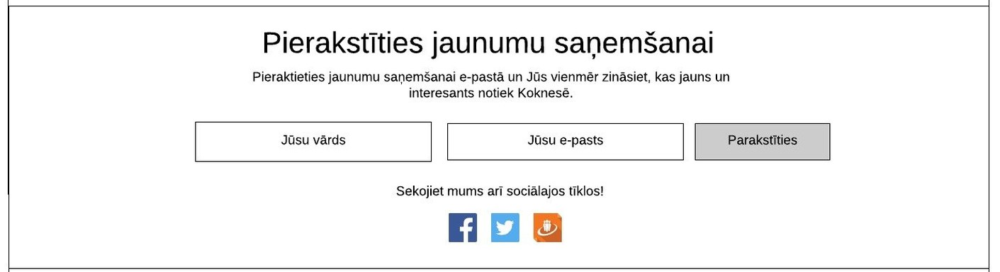 Pierakstīties jaunumu saņemšanai
Pieraktieties jaunumu saņemšanai e-pastā un Jūs vienmēr zināsiet, kas jauns un
interesants notiek Koknesē.
Jūsu vārds
Jūsu e-pasts
Parakstīties
Sekojiet mums arī sociālajos tīklos!